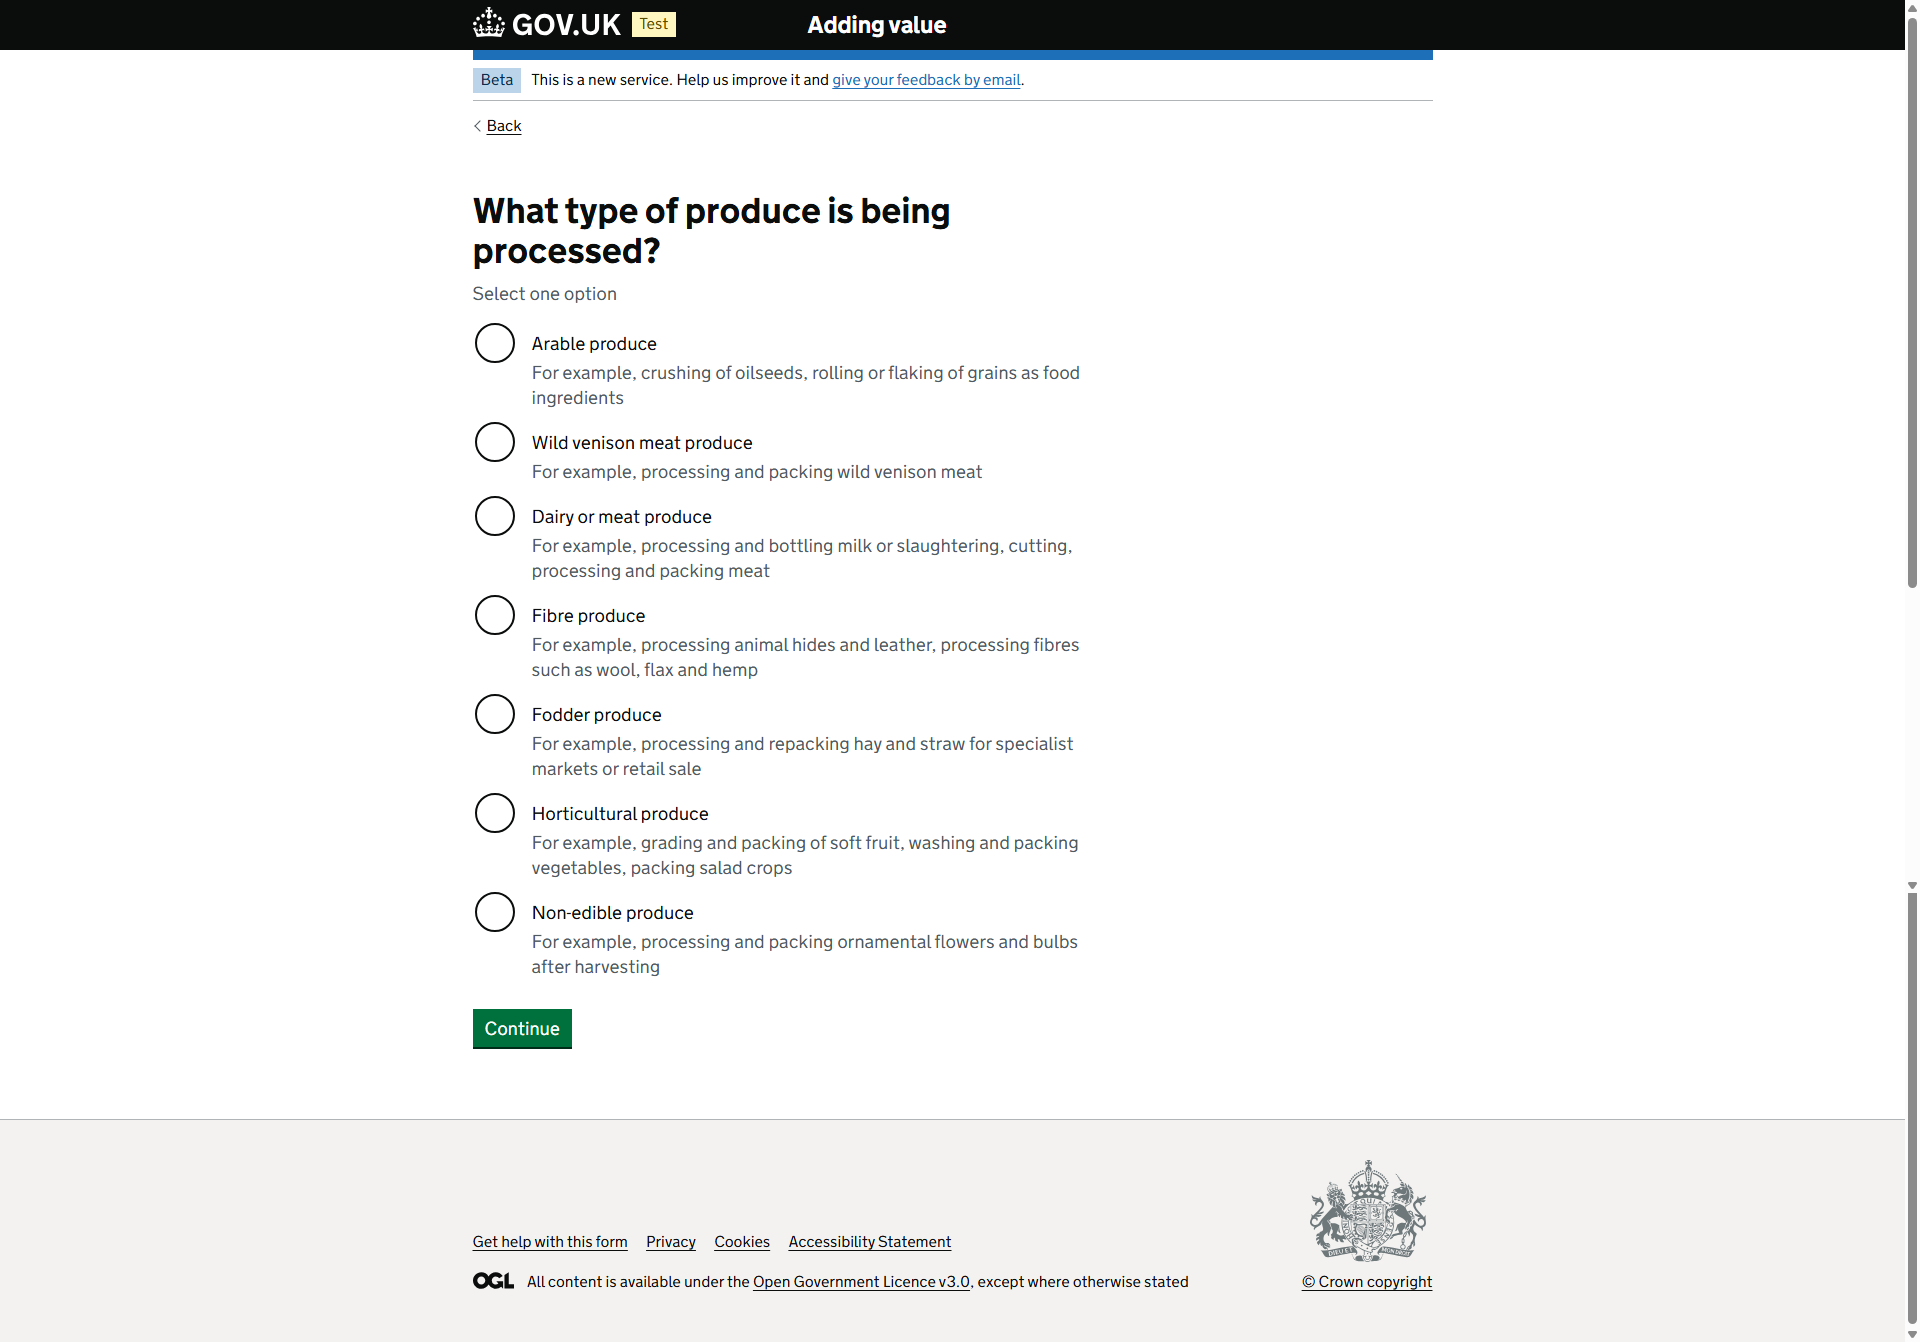 GOV.UK Test Adding value
Beta This is a new service. Help us improve it and give your feedback by email.
Back
What type of produce is being
processed?
Select one option
Arable produce
For example, crushing of oilseeds, rolling or flaking of grains as food
ingredients
Wild venison meat produce
For example, processing and packing wild venison meat
Dairy or meat produce
For example, processing and bottling milk or slaughtering, cutting,
processing and packing meat
Fibre produce
For example, processing animal hides and leather, processing fibres
such as wool, flax and hemp
Fodder produce
For example, processing and repacking hay and straw for specialist
markets or retail sale
Horticultural produce
For example, grading and packing of soft fruit, washing and packing
vegetables, packing salad crops
Non-edible produce
For example, processing and packing ornamental flowers and bulbs
after harvesting
Continue
Get help with this form Privacy Cookies Accessibility Statement
OGL All content is available under the Open Government Licence v3.0, except where otherwise stated
© Crown copyright